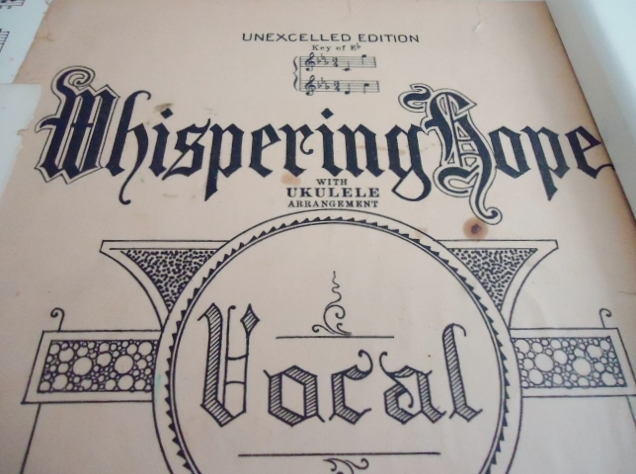 UNEXCELLED EDITION
Key of E♭
Whispering Hope
WITH
UKULELE
ARRANGEMENT
Vocal